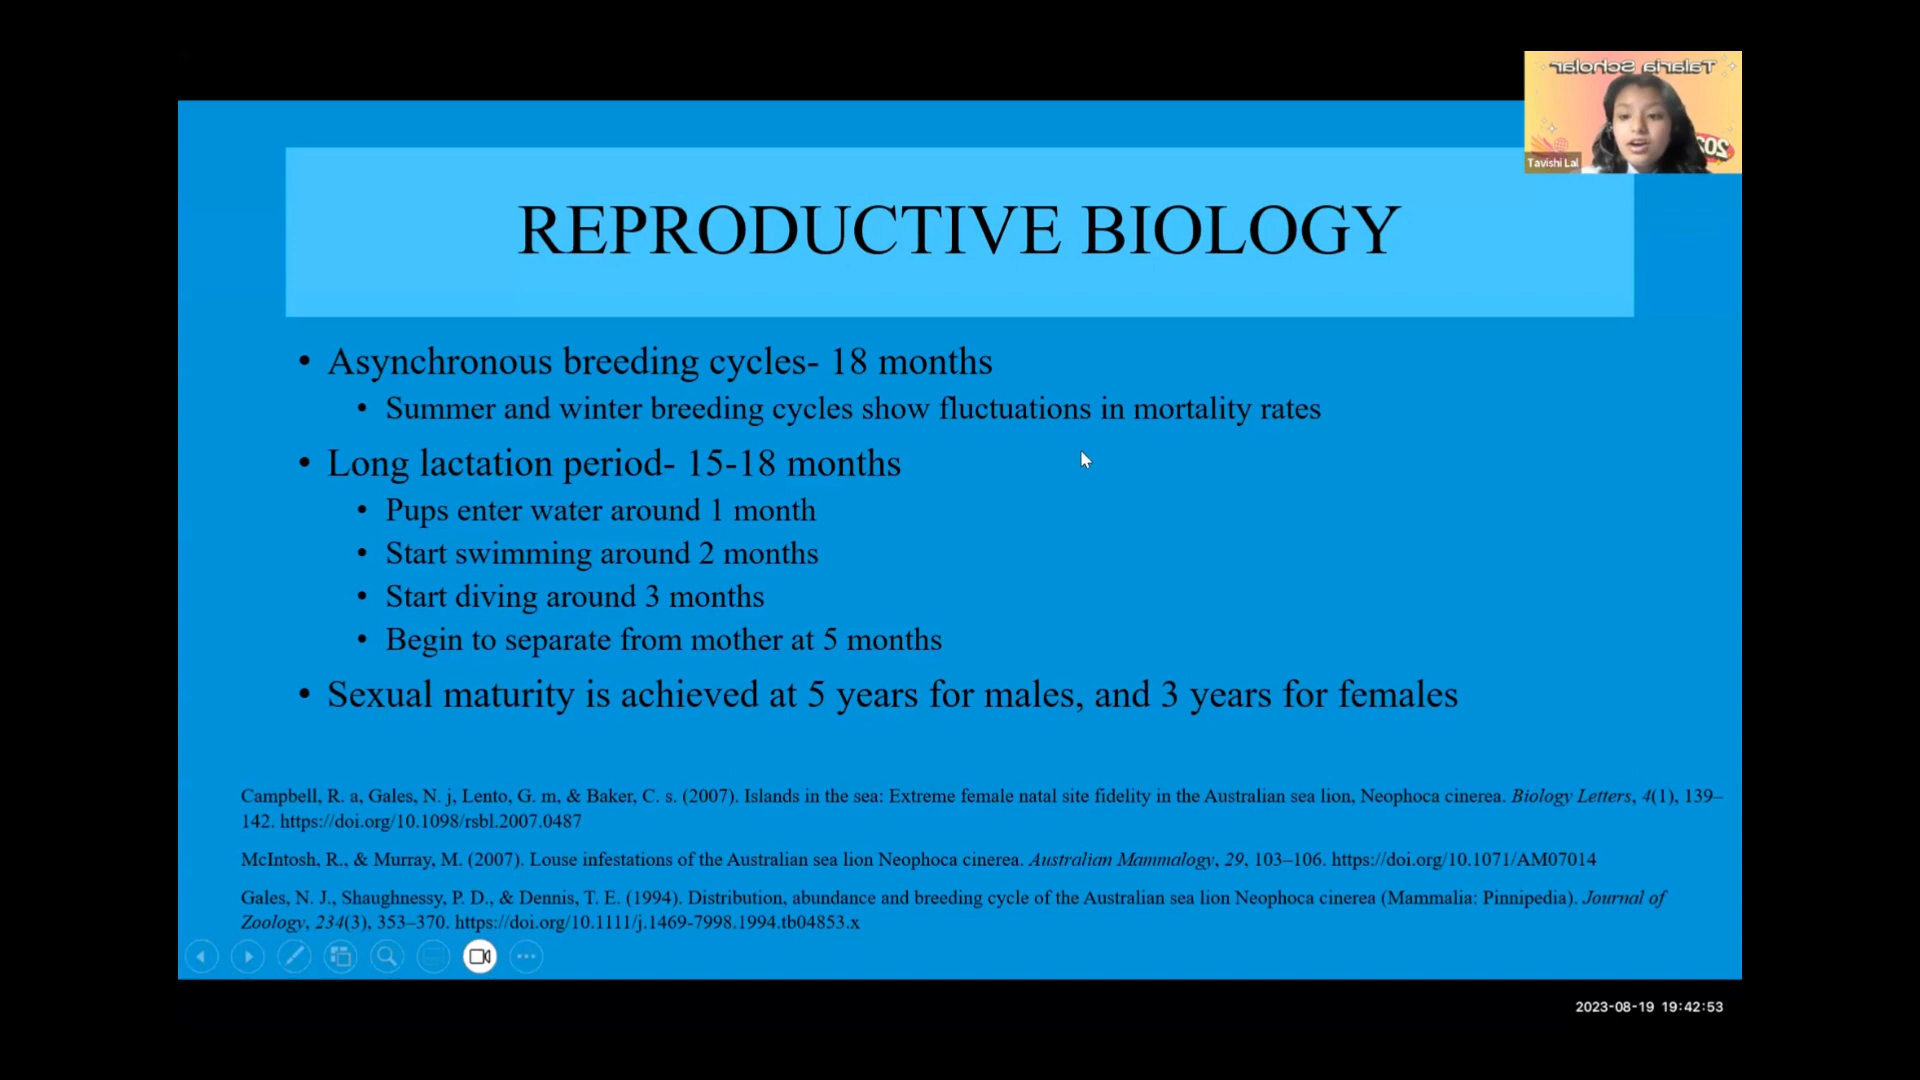 Talaria Scholar
202
Tavishi Lal
REPRODUCTIVE BIOLOGY
• Asynchronous breeding cycles- 18 months
• Summer and winter breeding cycles show fluctuations in mortality rates
• Long lactation period- 15-18 months
• Pups enter water around 1 month
• Start swimming around 2 months
• Start diving around 3 months
• Begin to separate from mother at 5 months
• Sexual maturity is achieved at 5 years for males, and 3 years for females
Campbell, R. a, Gales, N. j, Lento, G. m, & Baker, C. s. (2007). Islands in the sea: Extreme female natal site fidelity in the Australian sea lion, Neophoca cinerea. Biology Letters, 4(1), 139–
142. https://doi.org/10.1098/rsbl.2007.0487
McIntosh, R., & Murray, M. (2007). Louse infestations of the Australian sea lion Neophoca cinerea. Australian Mammalogy, 29, 103–106. https://doi.org/10.1071/AM07014
Gales, N. J., Shaughnessy, P. D., & Dennis, T. E. (1994). Distribution, abundance and breeding cycle of the Australian sea lion Neophoca cinerea (Mammalia: Pinnipedia). Journal of
Zoology, 234(3), 353–370. https://doi.org/10.1111/j.1469-7998.1994.tb04853.x
2023-08-19 19:42:53